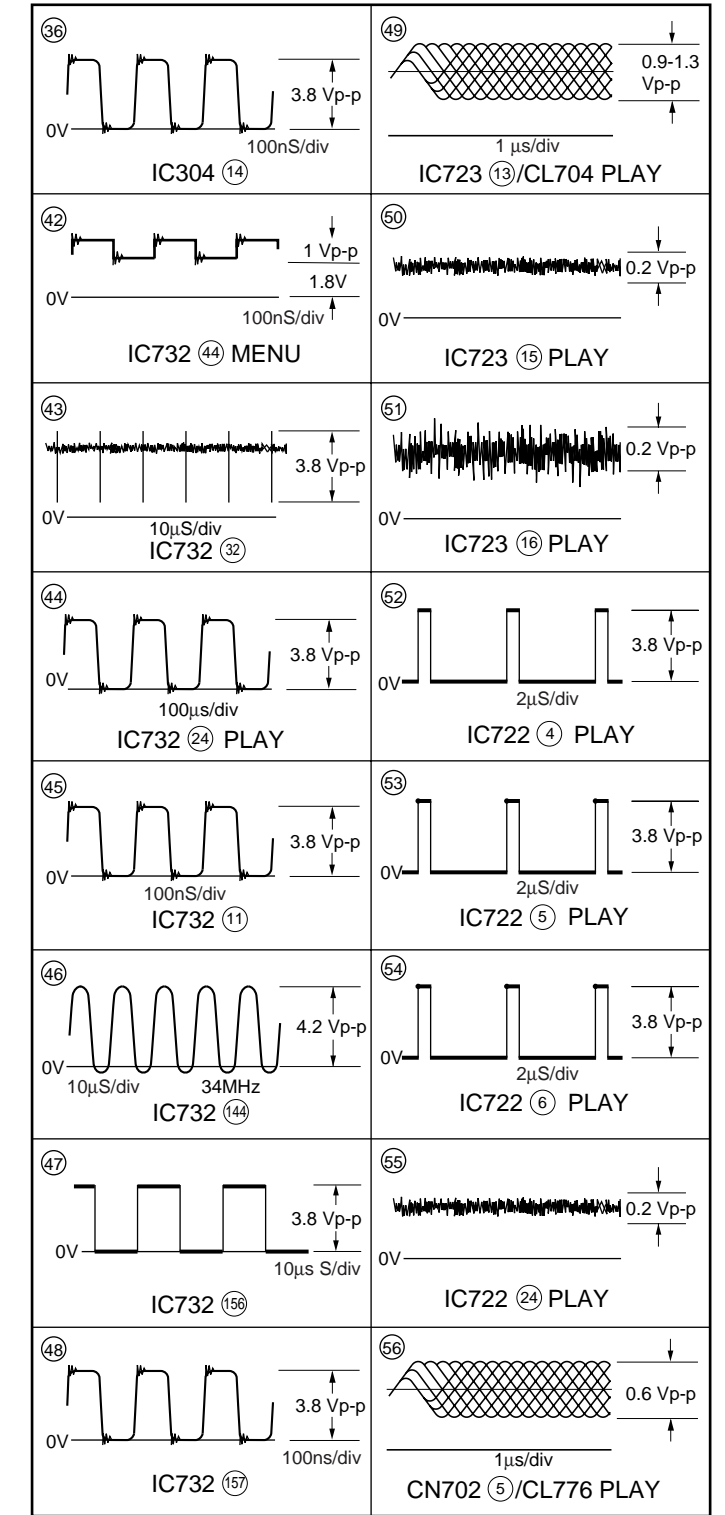 ㊱
3.8 Vp-p
0V
100nS/div
IC304 ⑭
㊷
1 Vp-p
1.8V
0V
100nS/div
IC732 ㊹ MENU
㊸
3.8 Vp-p
0V
10μS/div
IC732 ㉜
㊹
3.8 Vp-p
0V
100μs/div
IC732 ㉔ PLAY
㊺
3.8 Vp-p
0V
100nS/div
IC732 ⑪
㊻
4.2 Vp-p
0V
10μS/div 34MHz
IC732 (144)
㊼
3.8 Vp-p
0V
10μs S/div
IC732 (156)
㊽
3.8 Vp-p
0V
100ns/div
IC732 (157)
㊾
0.9-1.3
Vp-p
1 μs/div
IC723 ⑬/CL704 PLAY
㊿
0.2 Vp-p
0V
IC723 ⑮ PLAY
(51)
0.2 Vp-p
0V
IC723 ⑯ PLAY
(52)
3.8 Vp-p
0V
2μS/div
IC722 ④ PLAY
(53)
3.8 Vp-p
0V
2μS/div
IC722 ⑤ PLAY
(54)
3.8 Vp-p
0V
2μS/div
IC722 ⑥ PLAY
(55)
0.2 Vp-p
0V
IC722 ㉔ PLAY
(56)
0.6 Vp-p
1μs/div
CN702 ⑤/CL776 PLAY